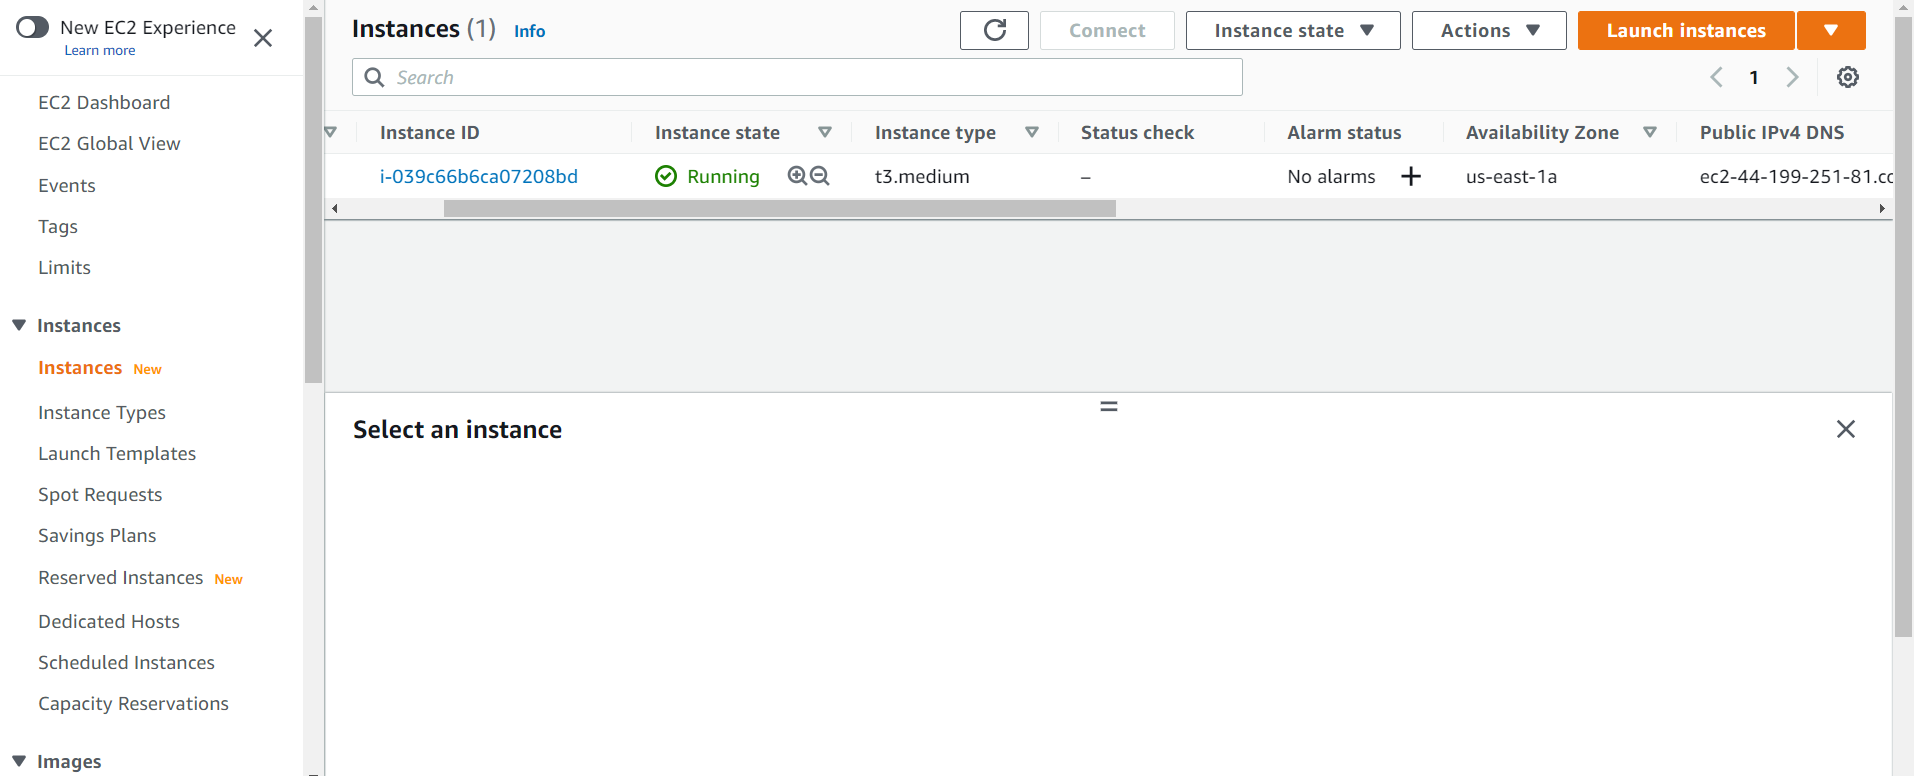 New EC2 Experience
Learn more
EC2 Dashboard
EC2 Global View
Events
Tags
Limits
Instances
Instances New
Instance Types
Launch Templates
Spot Requests
Savings Plans
Reserved Instances New
Dedicated Hosts
Scheduled Instances
Capacity Reservations
Images
Instances (1) Info
Connect
Instance state
Actions
Launch instances
Search
1
Instance ID Instance state Instance type Status check Alarm status Availability Zone Public IPv4 DNS
i-039c66b6ca07208bd Running t3.medium – No alarms + us-east-1a ec2-44-199-251-81.cc
Select an instance